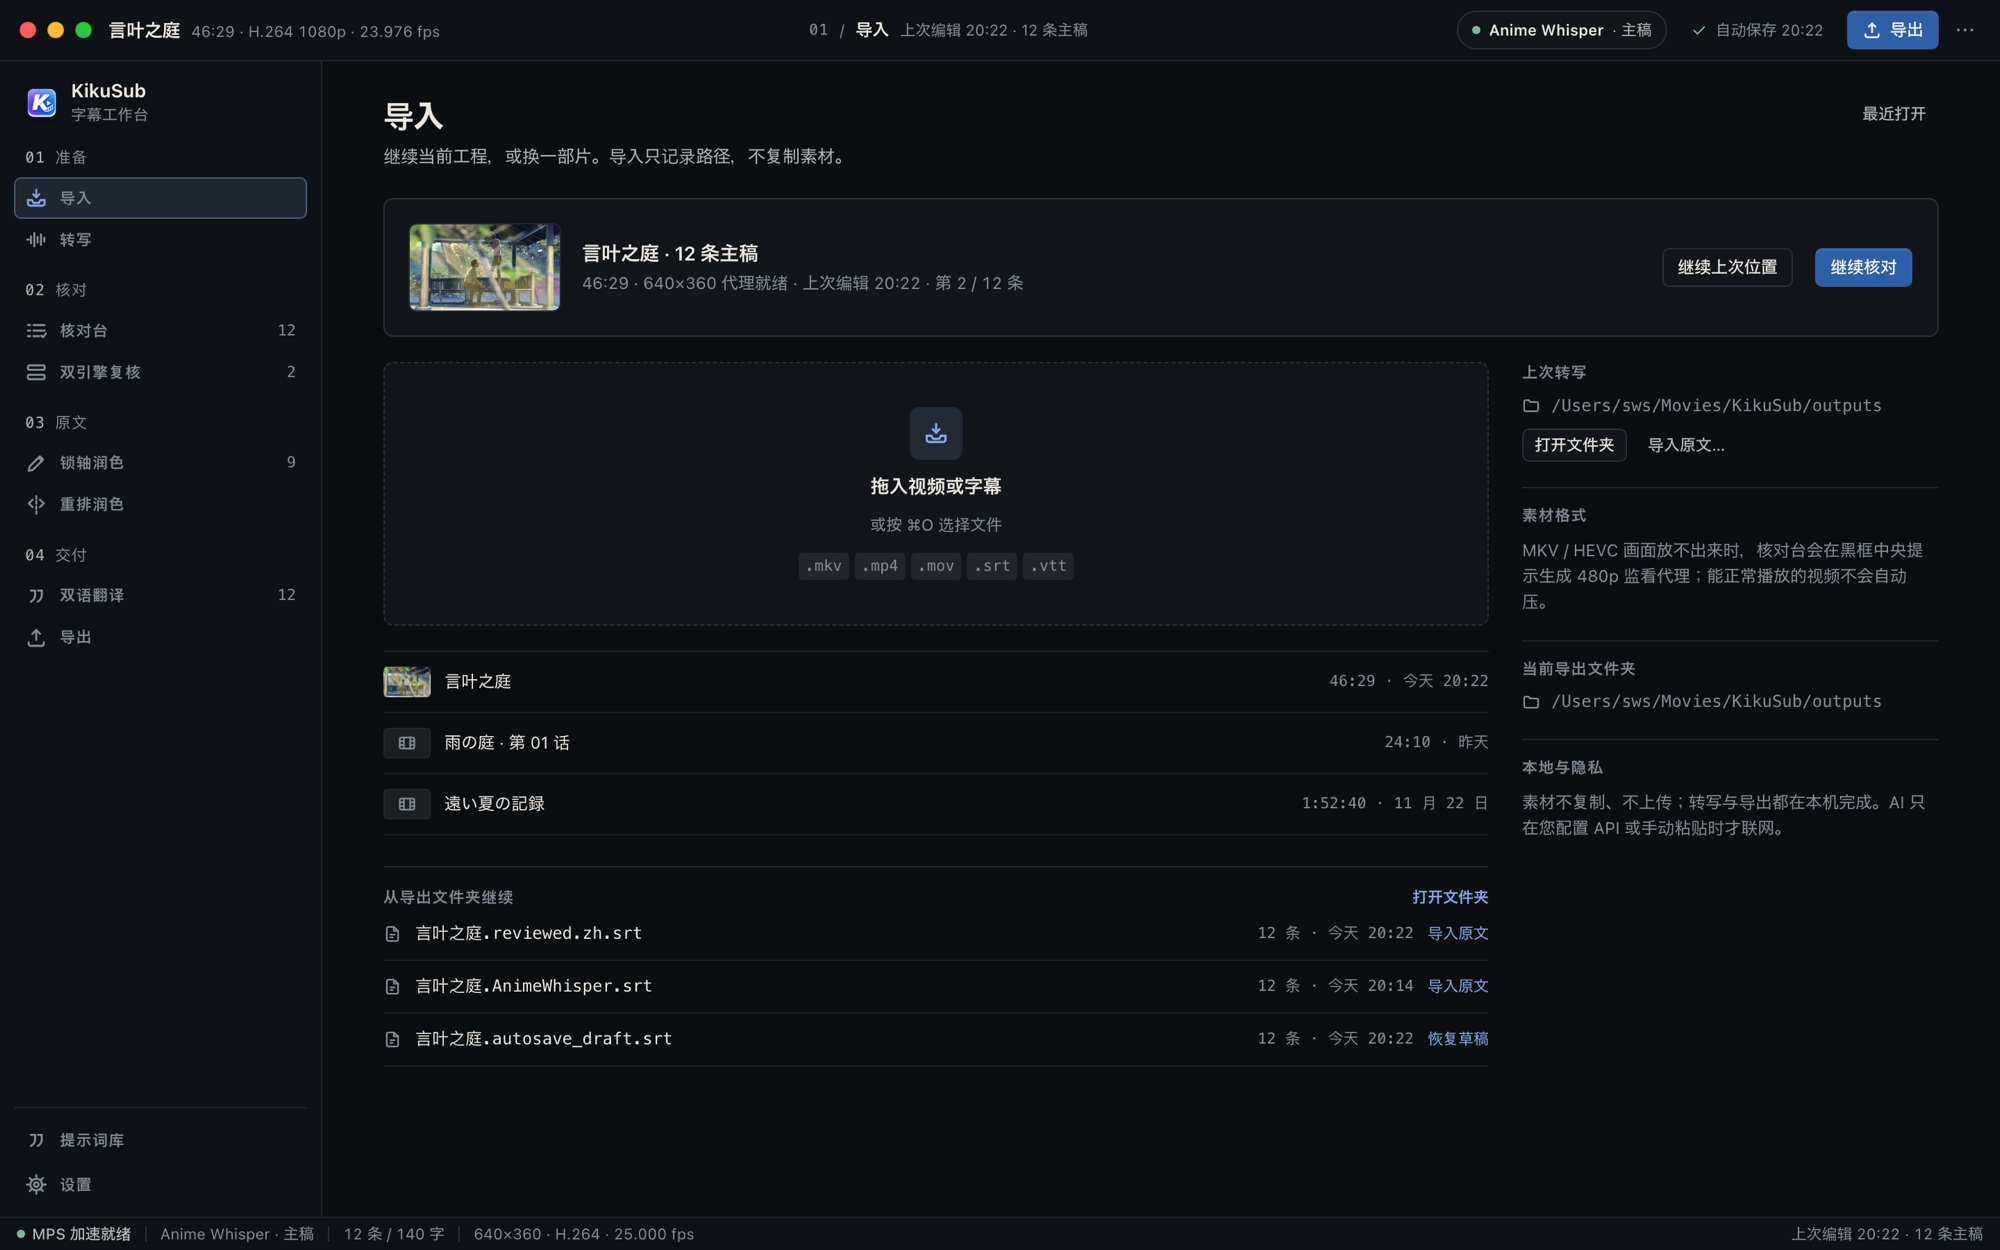 言叶之庭 46:29 · H.264 1080p · 23.976 fps
01 / 导入 上次编辑 20:22 · 12 条主稿
Anime Whisper · 主稿
自动保存 20:22
导出
KikuSub
字幕工作台
01 准备
导入
转写
02 核对
核对台 12
双引擎复核 2
03 原文
锁轴润色 9
重排润色
04 交付
双语翻译 12
导出
提示词库
设置
导入
最近打开
继续当前工程，或换一部片。导入只记录路径，不复制素材。
言叶之庭 · 12 条主稿
46:29 · 640×360 代理就绪 · 上次编辑 20:22 · 第 2 / 12 条
继续上次位置
继续核对
拖入视频或字幕
或按 ⌘O 选择文件
.mkv .mp4 .mov .srt .vtt
言叶之庭 46:29 · 今天 20:22
雨の庭 · 第 01 话 24:10 · 昨天
遠い夏の記録 1:52:40 · 11 月 22 日
从导出文件夹继续 打开文件夹
言叶之庭.reviewed.zh.srt 12 条 · 今天 20:22 导入原文
言叶之庭.AnimeWhisper.srt 12 条 · 今天 20:14 导入原文
言叶之庭.autosave_draft.srt 12 条 · 今天 20:22 恢复草稿
上次转写
/Users/sws/Movies/KikuSub/outputs
打开文件夹 导入原文...
素材格式
MKV / HEVC 画面放不出来时，核对台会在黑框中央提
示生成 480p 监看代理；能正常播放的视频不会自动
压。
当前导出文件夹
/Users/sws/Movies/KikuSub/outputs
本地与隐私
素材不复制、不上传；转写与导出都在本机完成。AI 只
在您配置 API 或手动粘贴时才联网。
MPS 加速就绪 Anime Whisper · 主稿 12 条 / 140 字 640×360 · H.264 · 25.000 fps
上次编辑 20:22 · 12 条主稿